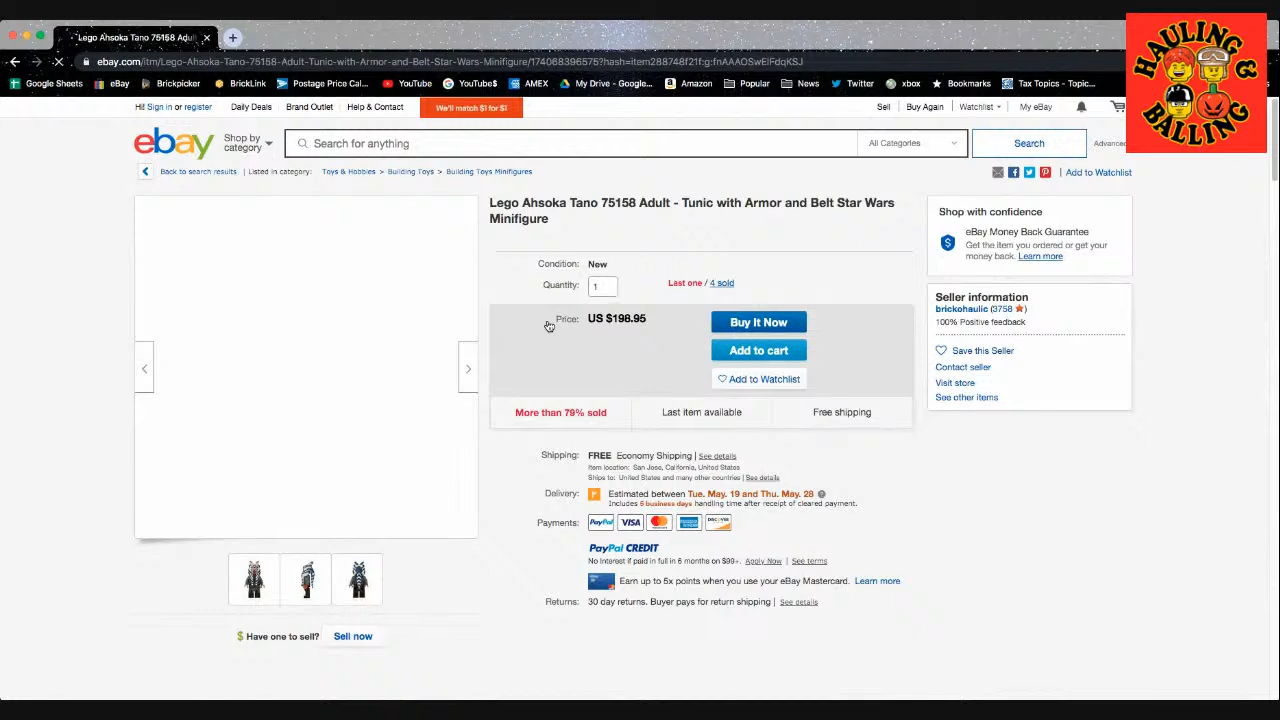 Lego Ahsoka Tano 75158 Adul
ebay.com/itm/Lego-Ahsoka-Tano-75158-Adult-Tunic-with-Armor-and-Belt-Star-Wars-Minifigure/174068396575?hash=item288748f21f:g:fnAAAOSwElFdqKSJ
Google Sheets eBay Brickpicker BrickLink Postage Price Cal... YouTube YouTube$ AMEX My Drive - Google... Amazon Popular News Twitter xbox Bookmarks Tax Topics - Topic...
HAULING
BALLING
Hi! Sign in or register Daily Deals Brand Outlet Help & Contact We'll match $1 for $1 Sell Buy Again Watchlist My eBay
ebay Shop by category Search for anything All Categories Search Advanced
Back to search results | Listed in category: Toys & Hobbies > Building Toys > Building Toys Minifigures | Add to Watchlist
Lego Ahsoka Tano 75158 Adult - Tunic with Armor and Belt Star Wars
Minifigure
Condition: New
Quantity: 1 Last one / 4 sold
Price: US $198.95 Buy It Now
Add to cart
Add to Watchlist
More than 79% sold Last item available Free shipping
Shipping: FREE Economy Shipping | See details
Item location: San Jose, California, United States
Ships to: United States and many other countries | See details
Delivery: Estimated between Tue. May. 19 and Thu. May. 28
Includes 5 business days handling time after receipt of cleared payment.
Payments: PayPal VISA MasterCard DISCOVER
PayPal CREDIT
No Interest if paid in full in 6 months on $99+. Apply Now | See terms
Earn up to 5x points when you use your eBay Mastercard. Learn more
Returns: 30 day returns. Buyer pays for return shipping | See details
Shop with confidence
eBay Money Back Guarantee
Get the item you ordered or get your
money back. Learn more
Seller information
brickohaulic (3758)
100% Positive feedback
Save this Seller
Contact seller
Visit store
See other items
$ Have one to sell? Sell now